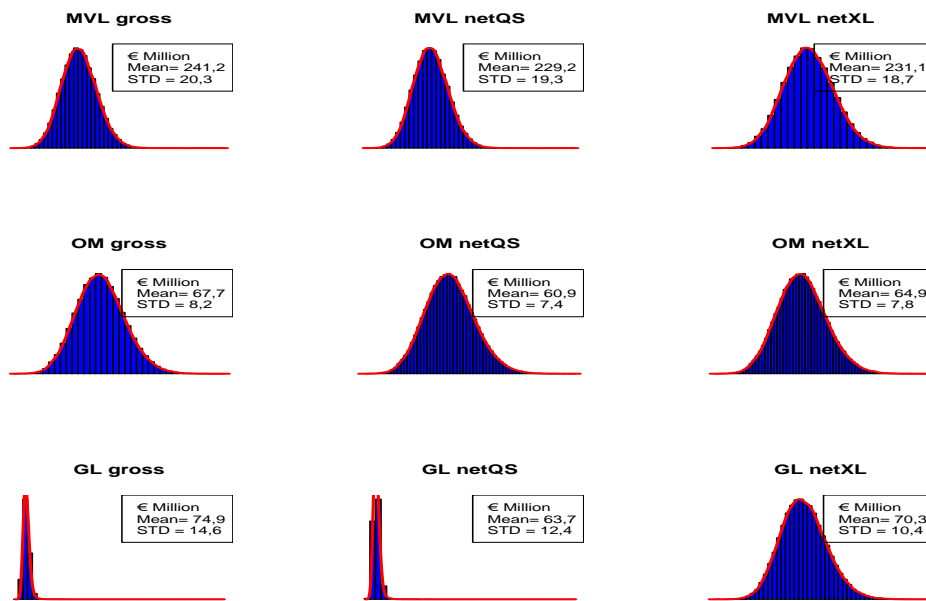 MVL gross
€ Million
Mean= 241,2
STD = 20,3
MVL netQS
€ Million
Mean= 229,2
STD = 19,3
MVL netXL
€ Million
Mean= 231,1
STD = 18,7
OM gross
€ Million
Mean= 67,7
STD = 8,2
OM netQS
€ Million
Mean= 60,9
STD = 7,4
OM netXL
€ Million
Mean= 64,9
STD = 7,8
GL gross
€ Million
Mean= 74,9
STD = 14,6
GL netQS
€ Million
Mean= 63,7
STD = 12,4
GL netXL
€ Million
Mean= 70,3
STD = 10,4